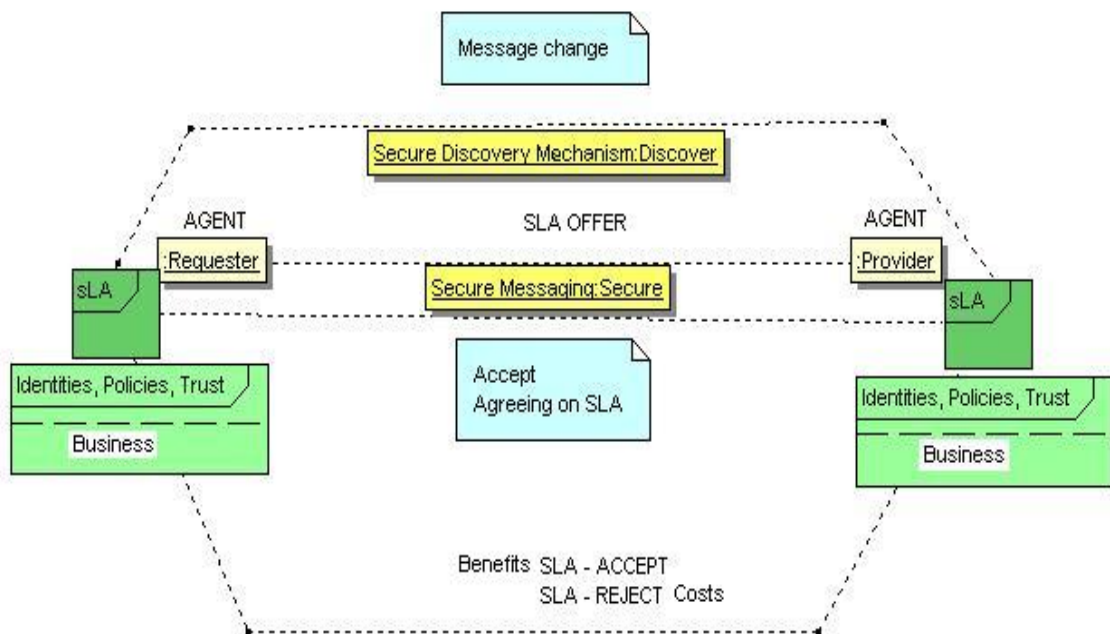 Message change
Secure Discovery Mechanism:Discover
AGENT
SLA OFFER
AGENT
:Requester
:Provider
sLA
Secure Messaging:Secure
sLA
Accept
Agreeing on SLA
Identities, Policies, Trust
Business
Identities, Policies, Trust
Business
Benefits SLA - ACCEPT
SLA - REJECT Costs